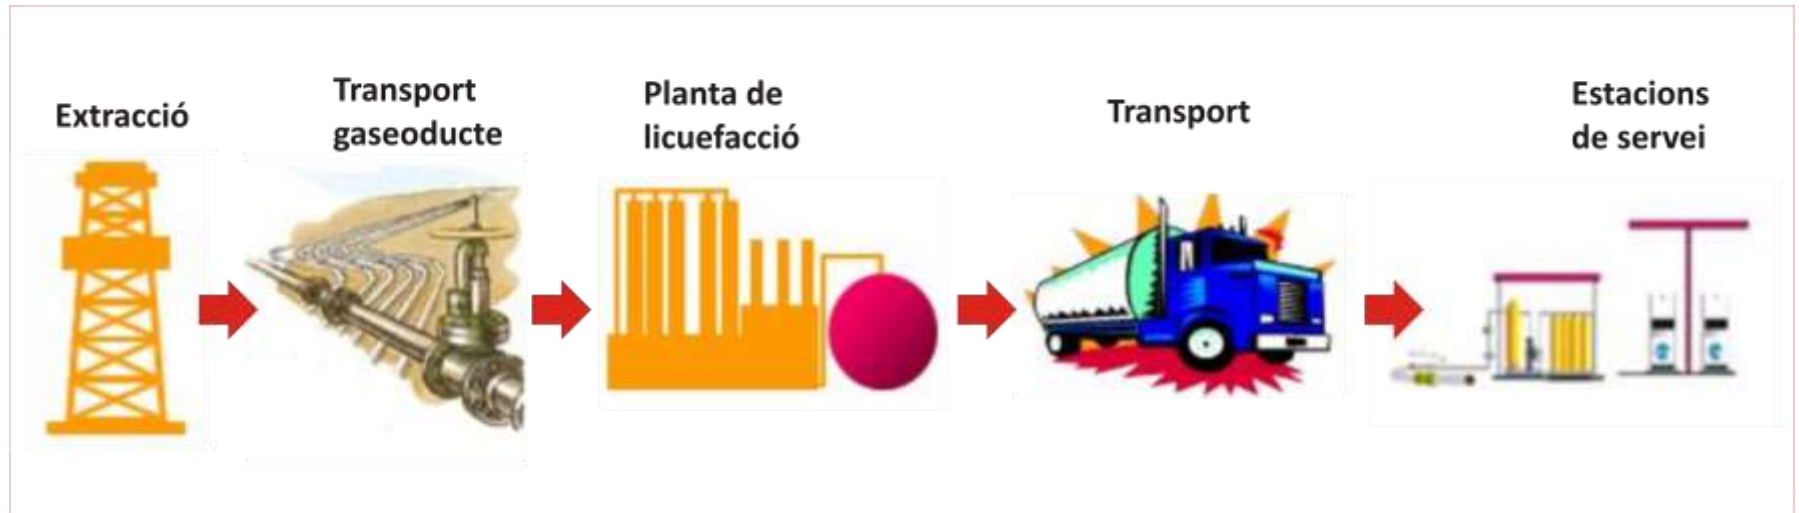 Extracció
Transport
gaseoducte
Planta de
licuefacció
Transport
Estacions
de servei